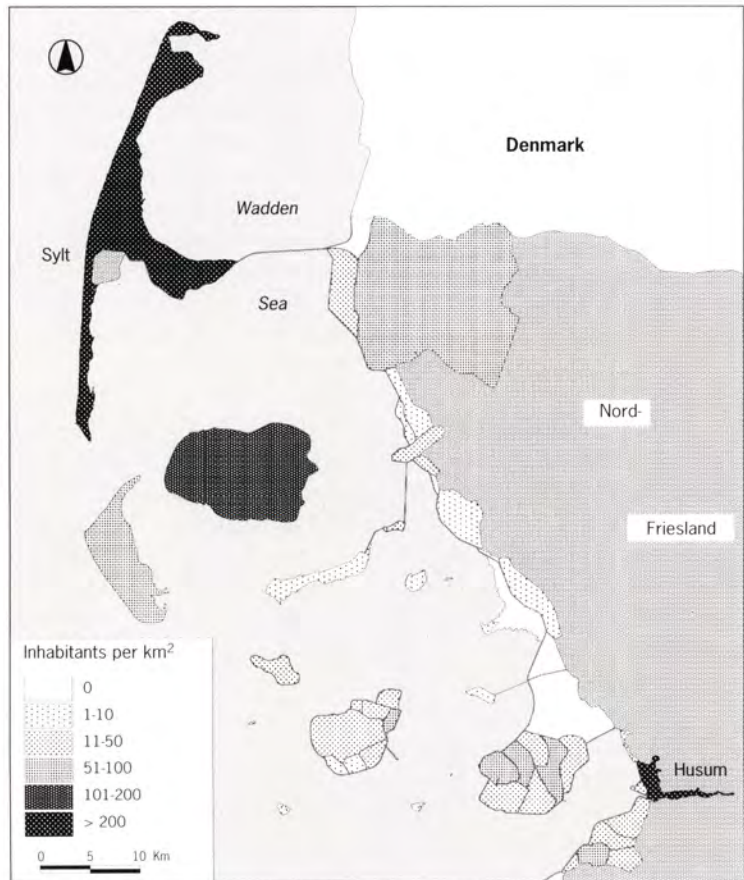 Denmark
Wadden
Sylt
Sea
Nord-
Friesland
Inhabitants per km²
0
1-10
11-50
51-100
101-200
> 200
Husum
0 5 10 Km